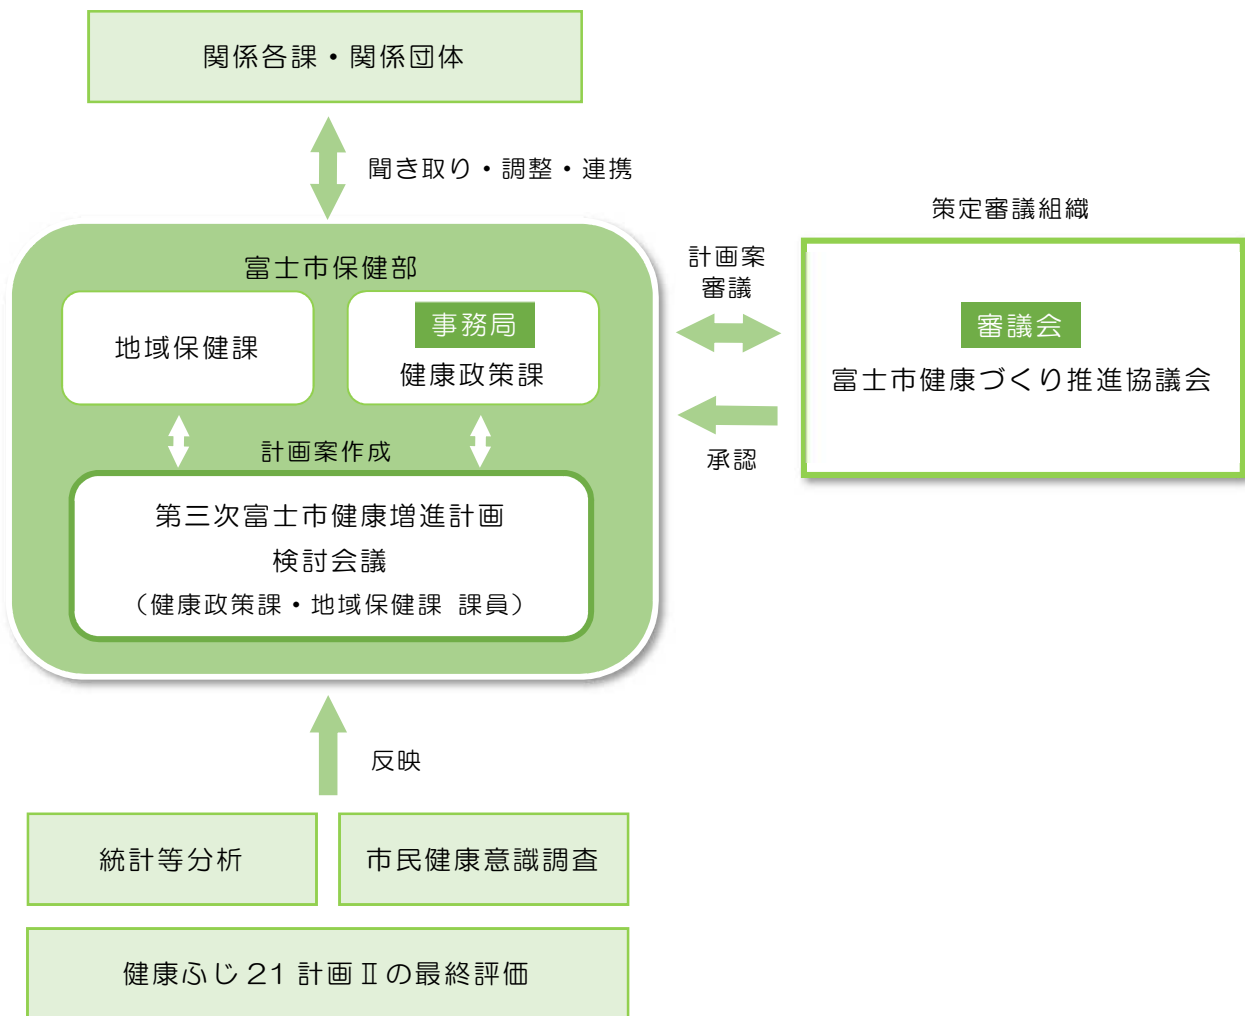 関係各課・関係団体
聞き取り・調整・連携
策定審議組織
富士市保健部
地域保健課
事務局
健康政策課
計画案
審議
審議会
富士市健康づくり推進協議会
承認
計画案作成
第三次富士市健康増進計画
検討会議
（健康政策課・地域保健課 課員）
反映
統計等分析
市民健康意識調査
健康ふじ 21 計画Ⅱの最終評価